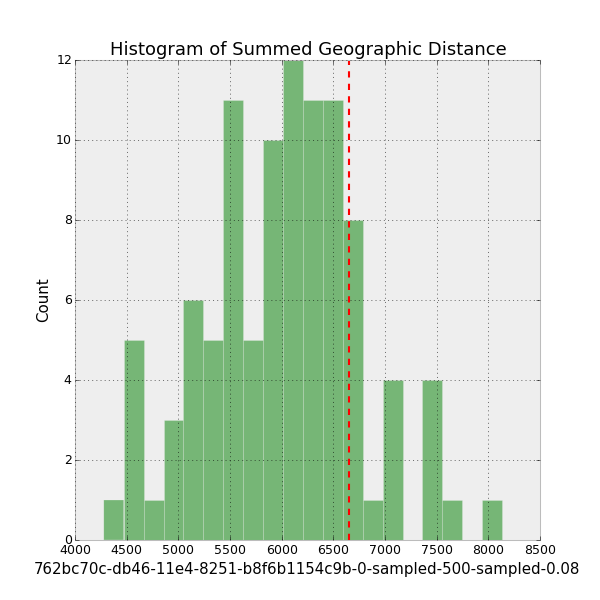 Histogram of Summed Geographic Distance
12
10
8
6
4
2
0
Count
4000 4500 5000 5500 6000 6500 7000 7500 8000 8500
762bc70c-db46-11e4-8251-b8f6b1154c9b-0-sampled-500-sampled-0.08